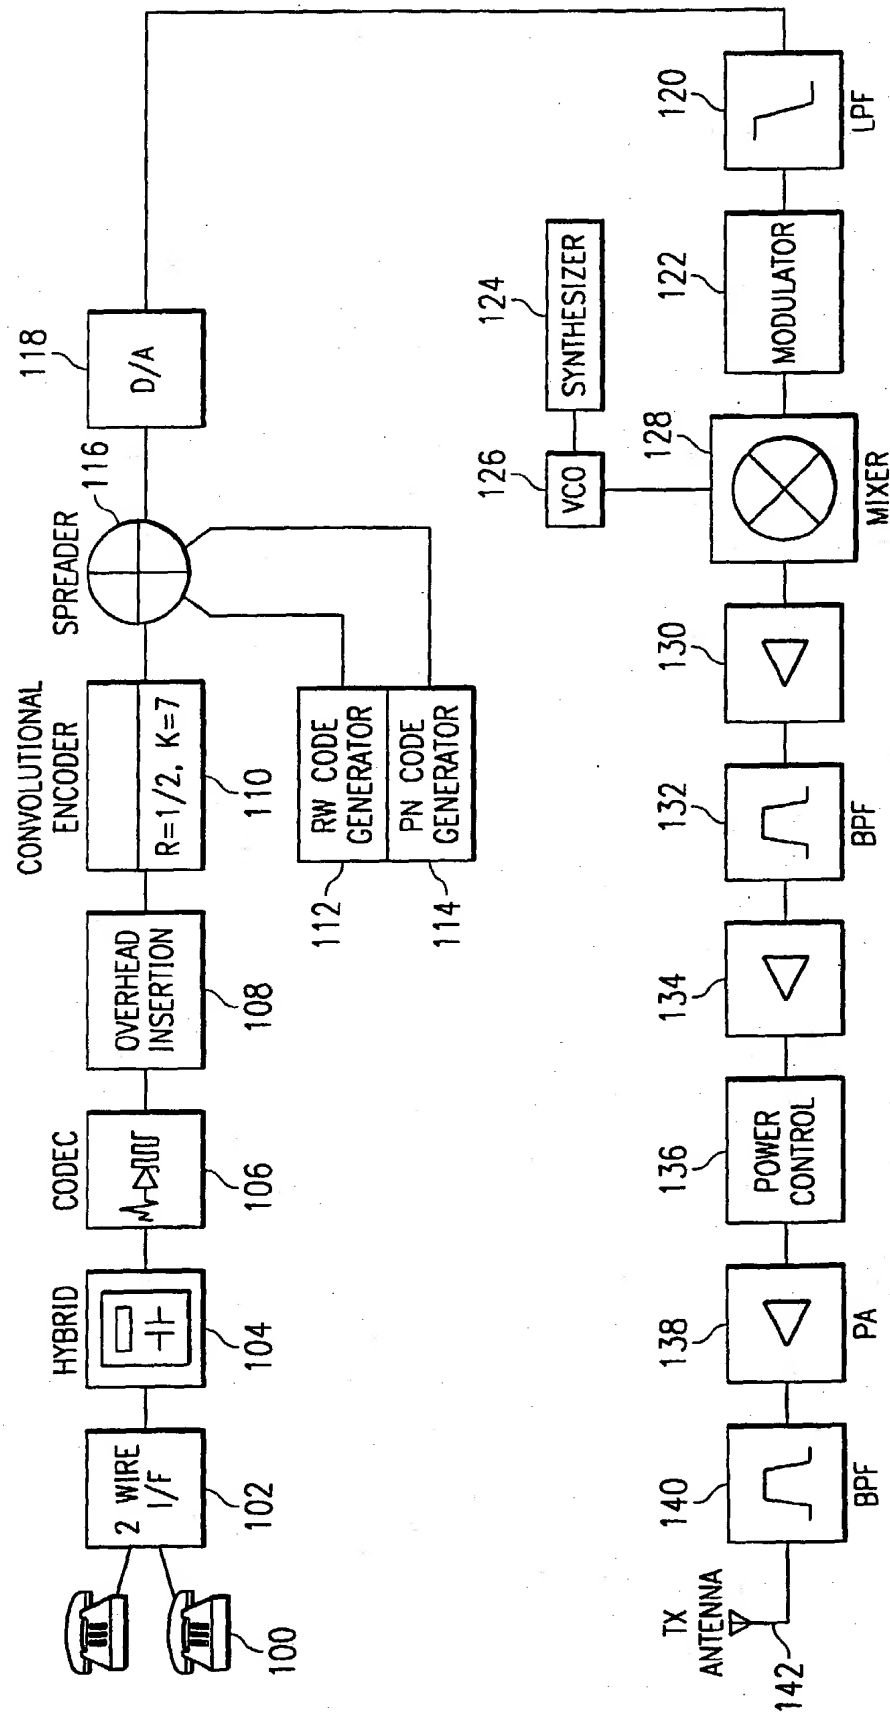 100
2 WIRE
I/F
102
HYBRID
104
CODEC
106
OVERHEAD
INSERTION
108
CONVOLUTIONAL
ENCODER
R=1/2, K=7
110
RW CODE
GENERATOR
112
PN CODE
GENERATOR
114
SPREADER
116
D/A
118
120
LPF
MODULATOR
122
SYNTHESIZER
124
VCO
126
128
MIXER
130
132
BPF
134
POWER
CONTROL
136
138
PA
140
BPF
TX
ANTENNA
142